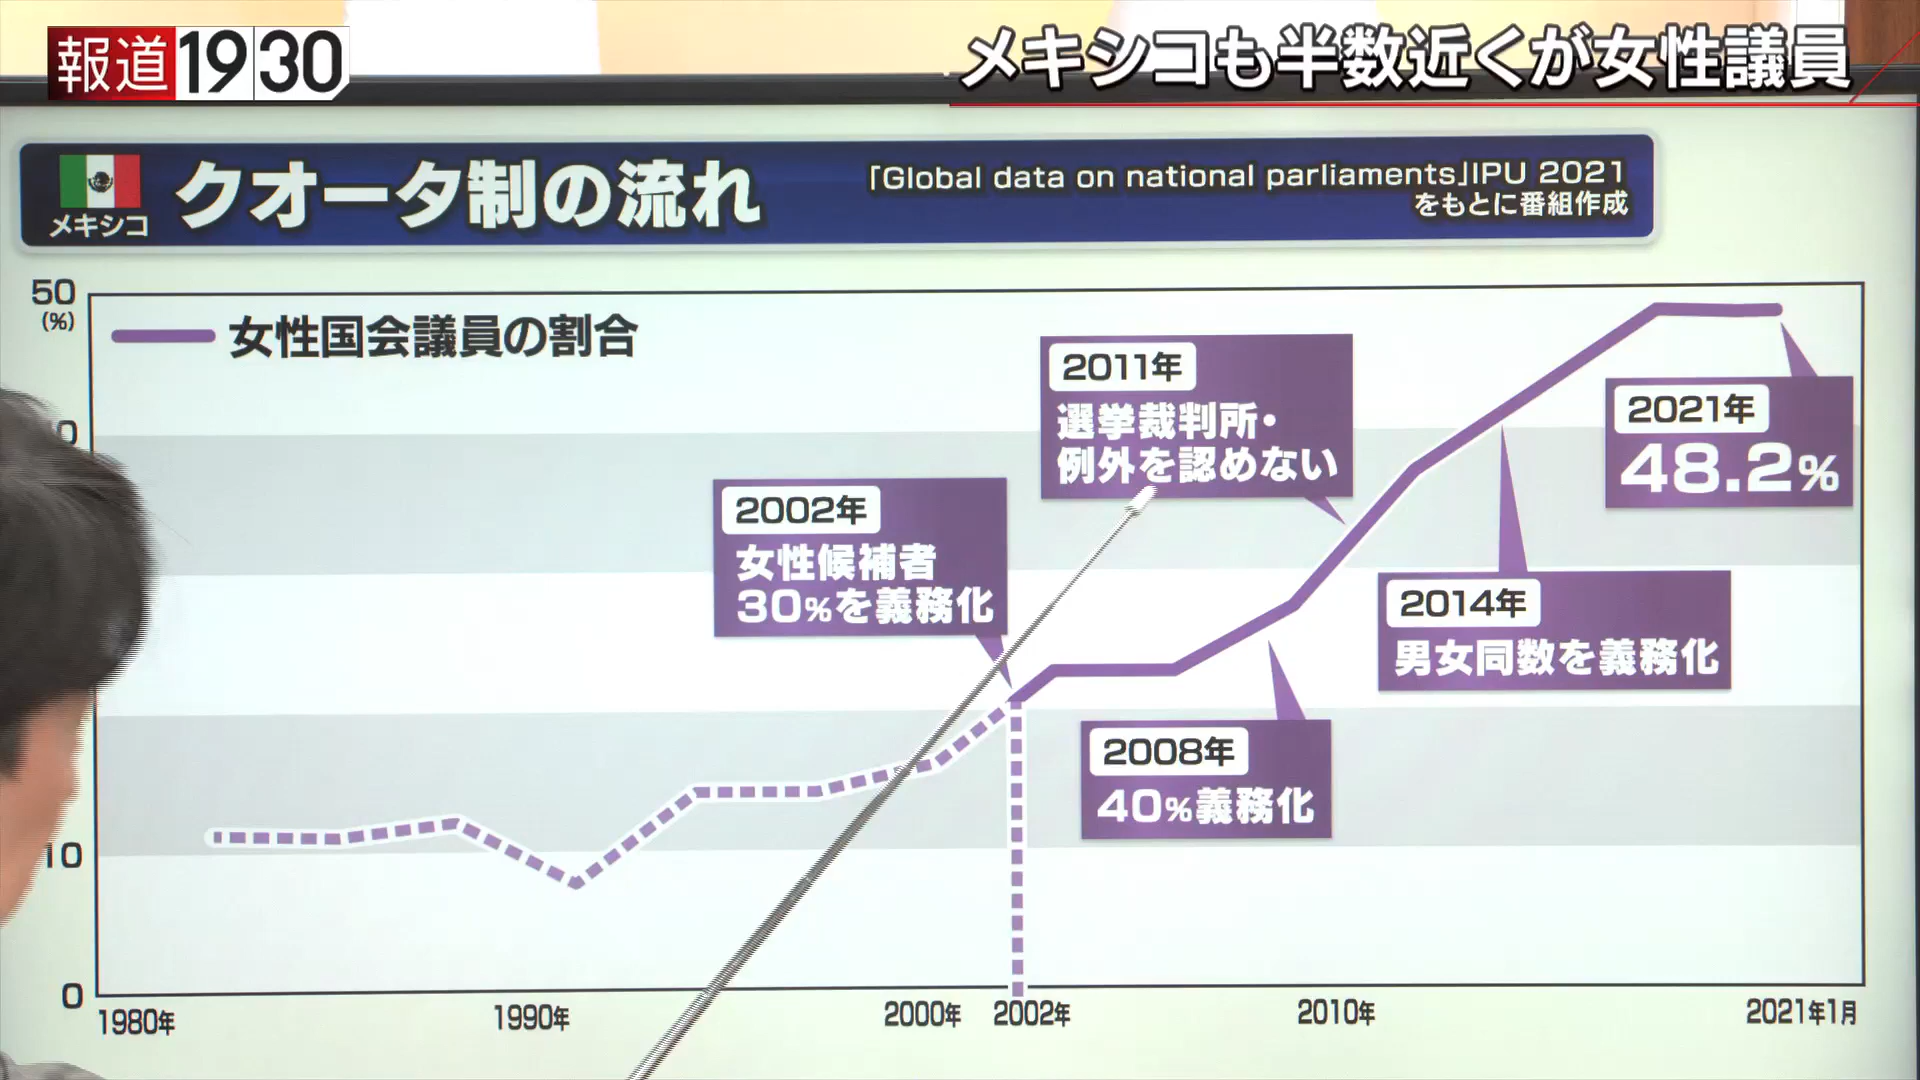 報道 19 30
メキシコも半数近くが女性議員
メキシコ
クオータ制の流れ
「Global data on national parliaments」IPU 2021
をもとに番組作成
50
(%)
女性国会議員の割合
2011年
選挙裁判所・
例外を認めない
2021年
48.2%
2002年
女性候補者
30%を義務化
2014年
男女同数を義務化
2008年
40%義務化
10
0
1980年
1990年
2000年
2002年
2010年
2021年1月